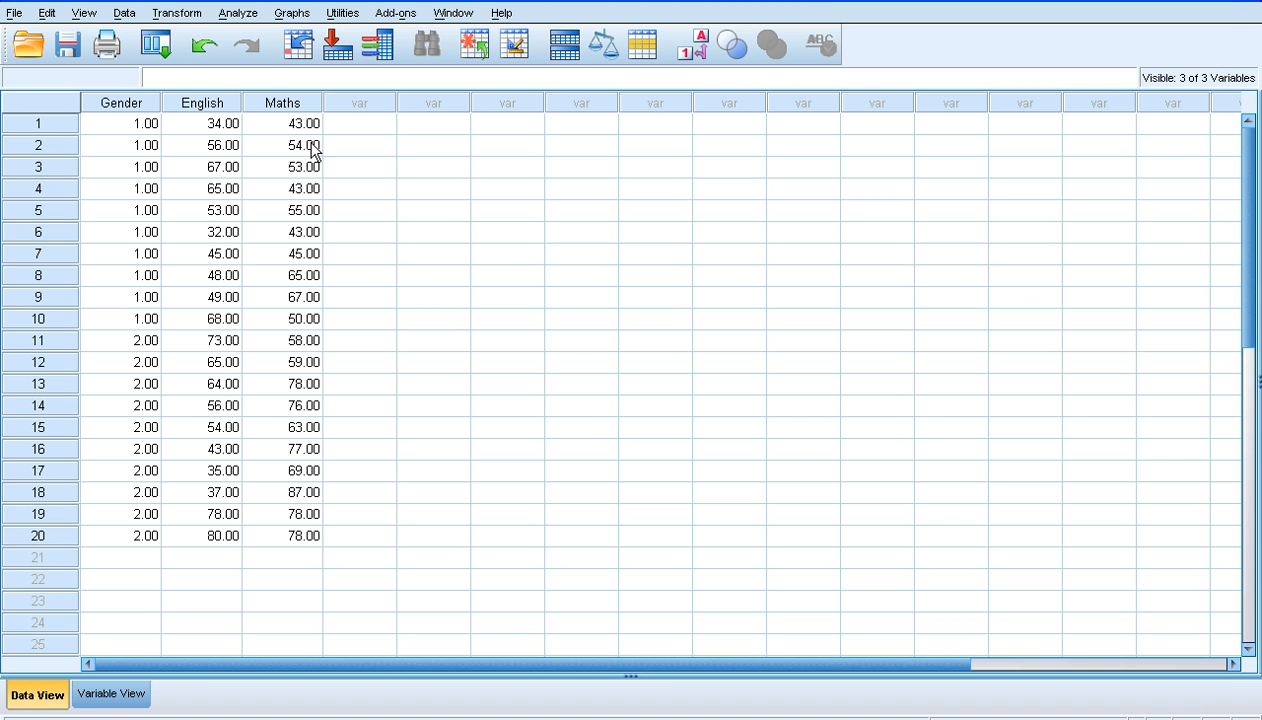 File Edit View Data Transform Analyze Graphs Utilities Add-ons Window Help
1 A ABC
Visible: 3 of 3 Variables
Gender English Maths var var var var var var var var var var var var
1 1.00 34.00 43.00
2 1.00 56.00 54.00
3 1.00 67.00 53.00
4 1.00 65.00 43.00
5 1.00 53.00 55.00
6 1.00 32.00 43.00
7 1.00 45.00 45.00
8 1.00 48.00 65.00
9 1.00 49.00 67.00
10 1.00 68.00 50.00
11 2.00 73.00 58.00
12 2.00 65.00 59.00
13 2.00 64.00 78.00
14 2.00 56.00 76.00
15 2.00 54.00 63.00
16 2.00 43.00 77.00
17 2.00 35.00 69.00
18 2.00 37.00 87.00
19 2.00 78.00 78.00
20 2.00 80.00 78.00
21
22
23
24
25
Data View Variable View